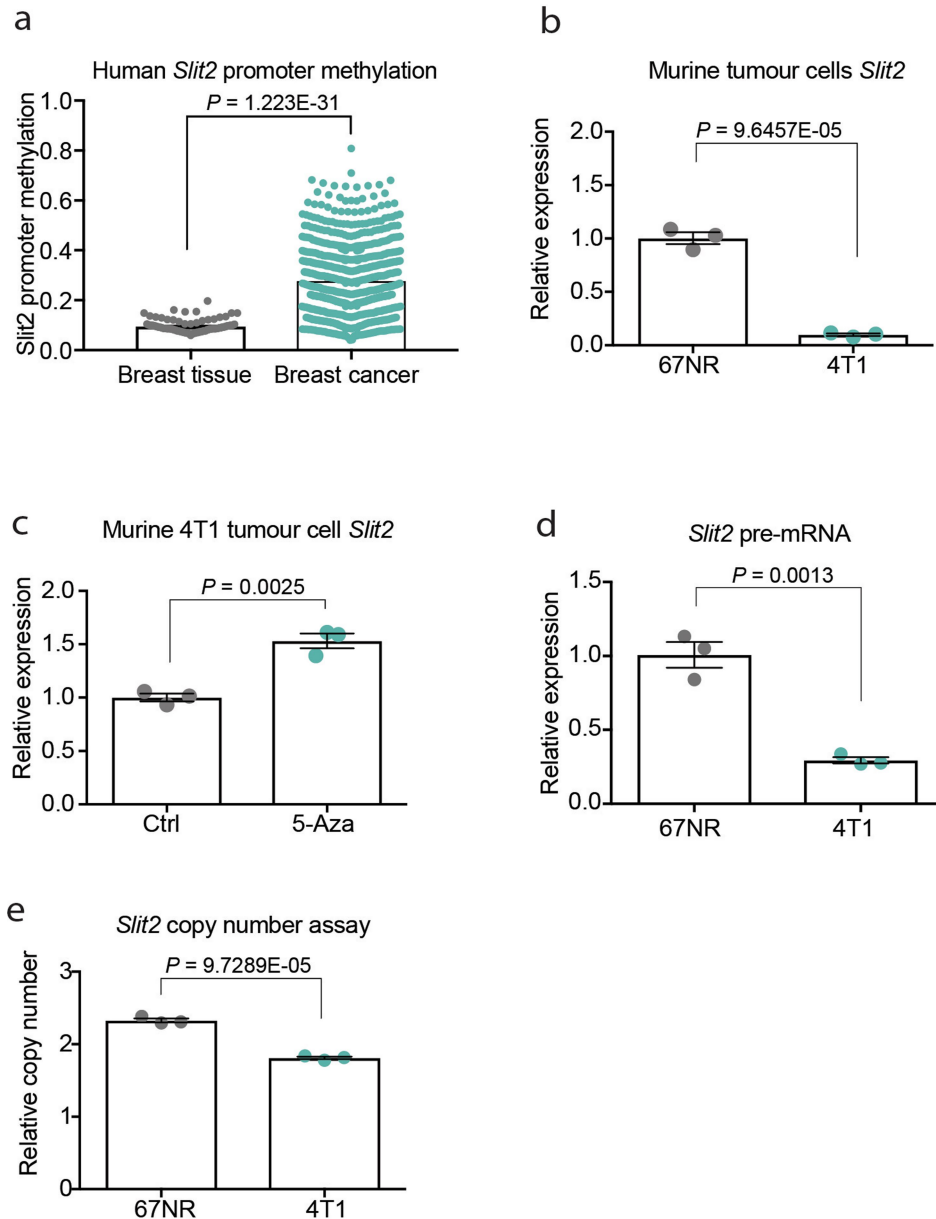 a
Human Slit2 promoter methylation
P = 1.223E-31
Slit2 promoter methylation
1.0
0.8
0.6
0.4
0.2
0.0
Breast tissue Breast cancer
b
Murine tumour cells Slit2
P = 9.6457E-05
Relative expression
2.0
1.5
1.0
0.5
0.0
67NR 4T1
c
Murine 4T1 tumour cell Slit2
P = 0.0025
Relative expression
2.0
1.5
1.0
0.5
0.0
Ctrl 5-Aza
d
Slit2 pre-mRNA
P = 0.0013
Relative expression
1.5
1.0
0.5
0.0
67NR 4T1
e
Slit2 copy number assay
P = 9.7289E-05
Relative copy number
3
2
1
0
67NR 4T1